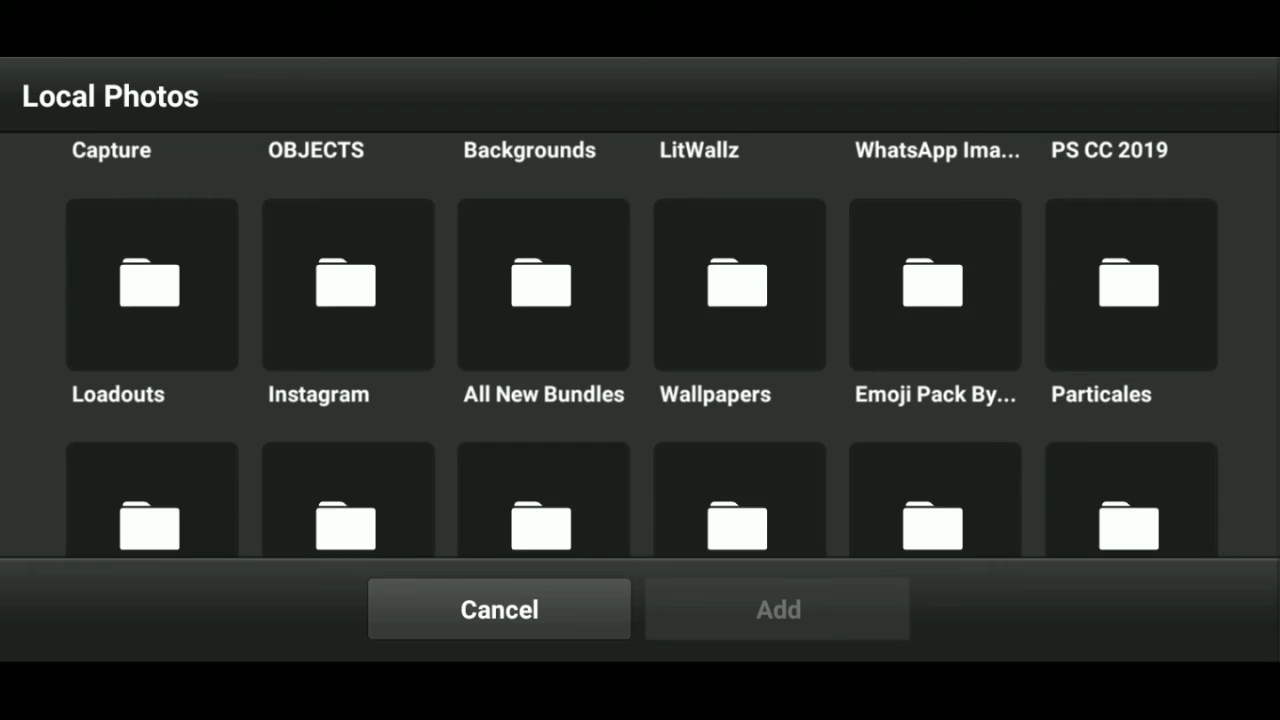 Local Photos
Capture
OBJECTS
Backgrounds
LitWallz
WhatsApp Ima...
PS CC 2019
Loadouts
Instagram
All New Bundles
Wallpapers
Emoji Pack By...
Particales
Cancel
Add